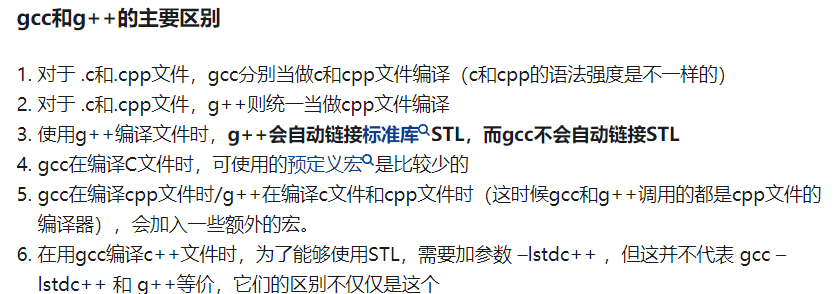 gcc和g++的主要区别
1. 对于 .c和.cpp文件，gcc分别当做c和cpp文件编译（c和cpp的语法强度是不一样的）
2. 对于 .c和.cpp文件，g++则统一当做cpp文件编译
3. 使用g++编译文件时，g++会自动链接标准库STL，而gcc不会自动链接STL
4. gcc在编译C文件时，可使用的预定义宏是比较少的
5. gcc在编译cpp文件时/g++在编译c文件和cpp文件时（这时候gcc和g++调用的都是cpp文件的
编译器），会加入一些额外的宏。
6. 在用gcc编译c++文件时，为了能够使用STL，需要加参数 –lstdc++ ，但这并不代表 gcc –
lstdc++ 和 g++等价，它们的区别不仅仅是这个